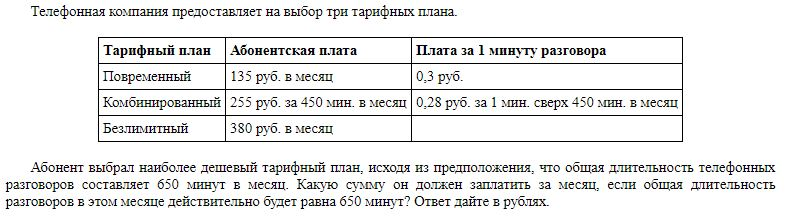 Телефонная компания предоставляет на выбор три тарифных плана.
Тарифный план Абонентская плата Плата за 1 минуту разговора
Повременный 135 руб. в месяц 0,3 руб.
Комбинированный 255 руб. за 450 мин. в месяц 0,28 руб. за 1 мин. сверх 450 мин. в месяц
Безлимитный 380 руб. в месяц
Абонент выбрал наиболее дешевый тарифный план, исходя из предположения, что общая длительность телефонных
разговоров составляет 650 минут в месяц. Какую сумму он должен заплатить за месяц, если общая длительность
разговоров в этом месяце действительно будет равна 650 минут? Ответ дайте в рублях.